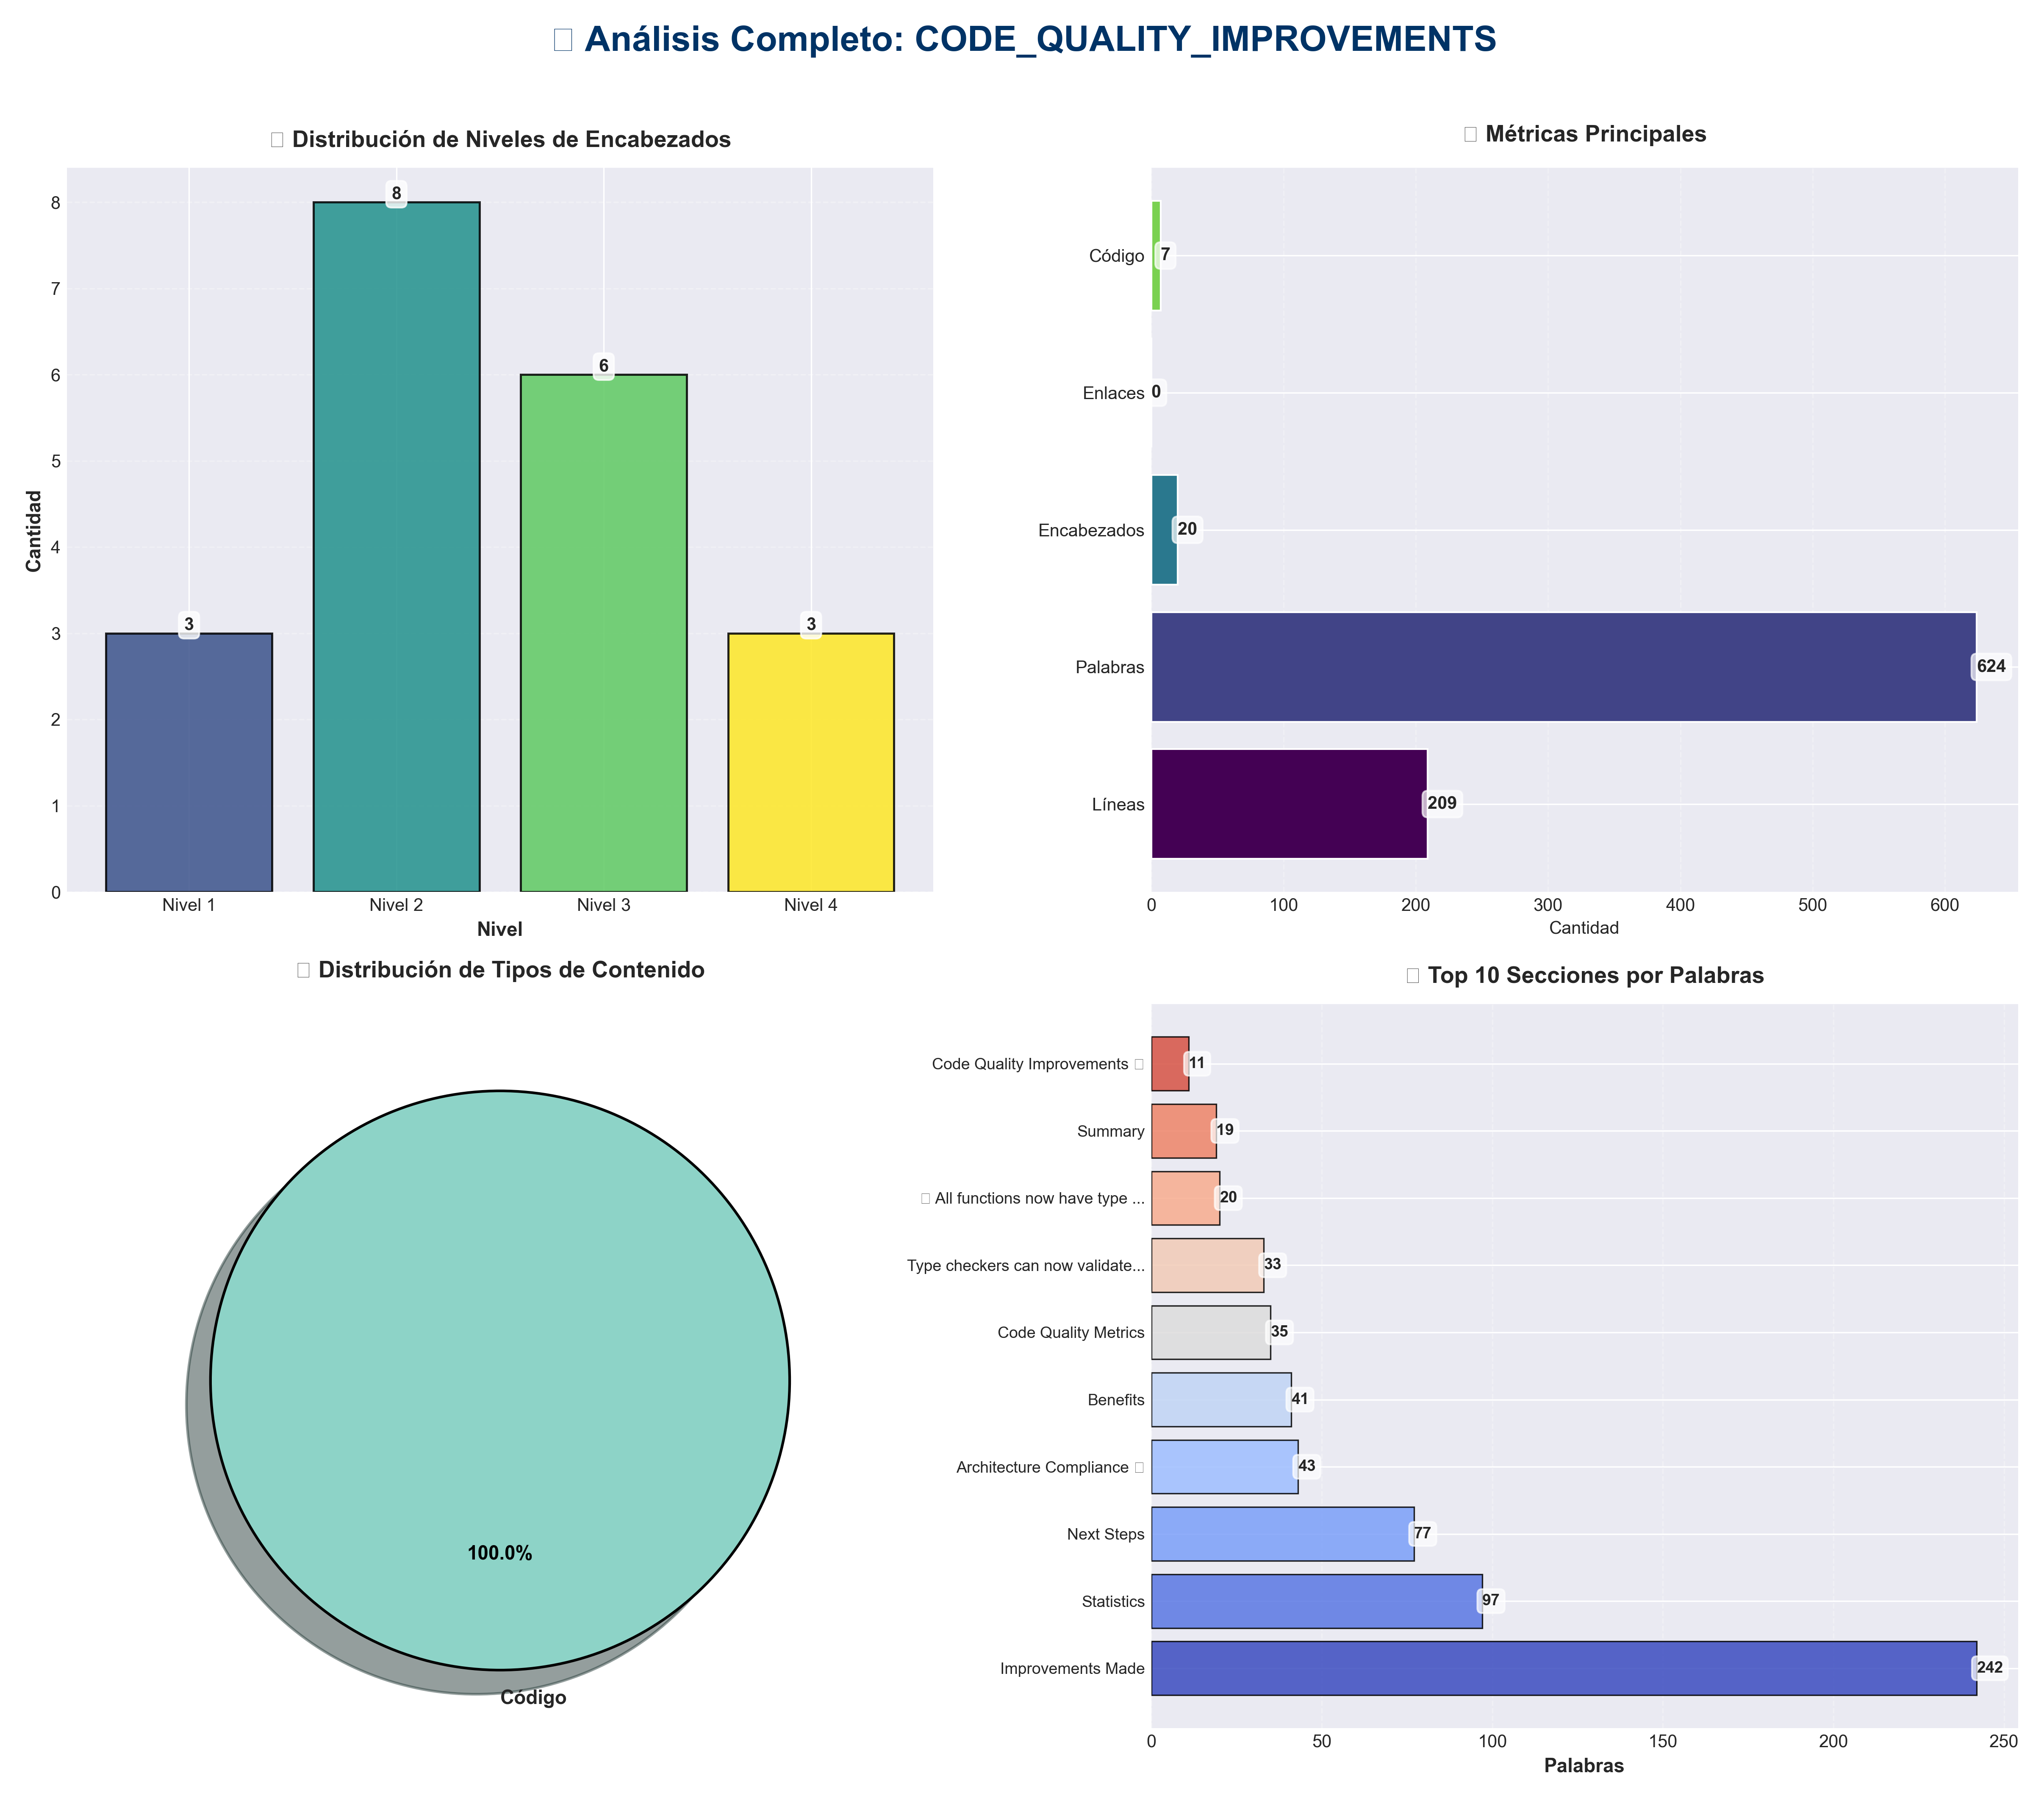 Análisis Completo: CODE_QUALITY_IMPROVEMENTS
Distribución de Niveles de Encabezados
Cantidad
8
7
6
5
4
3
2
1
0
3
8
6
3
Nivel 1 Nivel 2 Nivel 3 Nivel 4
Nivel
Métricas Principales
Código 7
Enlaces 0
Encabezados 20
Palabras 624
Líneas 209
0 100 200 300 400 500 600
Cantidad
Distribución de Tipos de Contenido
100.0%
Código
Top 10 Secciones por Palabras
Code Quality Improvements 11
Summary 19
All functions now have type ... 20
Type checkers can now validate... 33
Code Quality Metrics 35
Benefits 41
Architecture Compliance 43
Next Steps 77
Statistics 97
Improvements Made 242
0 50 100 150 200 250
Palabras